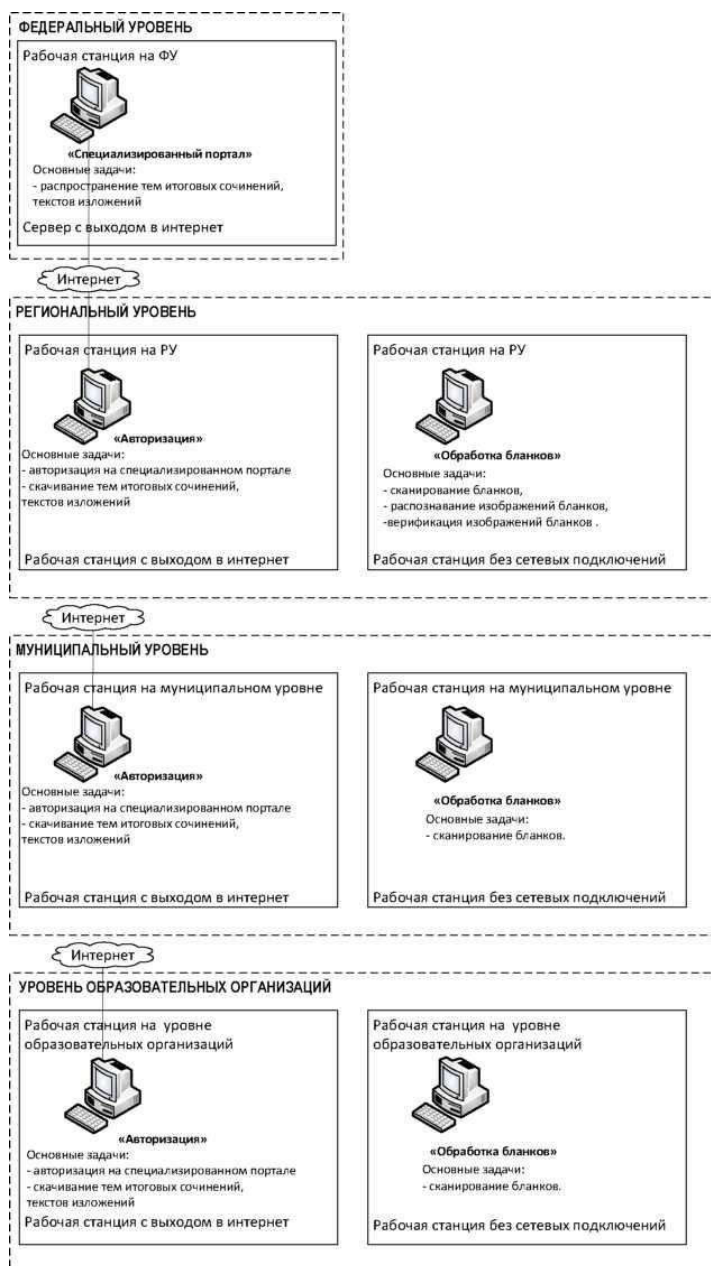 ФЕДЕРАЛЬНЫЙ УРОВЕНЬ
Рабочая станция на ФУ
«Специализированный портал»
Основные задачи:
- распространение тем итоговых сочинений,
текстов изложений
Сервер с выходом в интернет
Интернет
РЕГИОНАЛЬНЫЙ УРОВЕНЬ
Рабочая станция на РУ
«Авторизация»
Основные задачи:
- авторизация на специализированном портале
- скачивание тем итоговых сочинений,
текстов изложений
Рабочая станция с выходом в интернет
Рабочая станция на РУ
«Обработка бланков»
Основные задачи:
- сканирование бланков,
- распознавание изображений бланков,
-верификация изображений бланков .
Рабочая станция без сетевых подключений
Интернет
МУНИЦИПАЛЬНЫЙ УРОВЕНЬ
Рабочая станция на муниципальном уровне
«Авторизация»
Основные задачи:
- авторизация на специализированном портале
- скачивание тем итоговых сочинений,
текстов изложений
Рабочая станция с выходом в интернет
Рабочая станция на муниципальном уровне
«Обработка бланков»
Основные задачи:
- сканирование бланков.
Рабочая станция без сетевых подключений
Интернет
УРОВЕНЬ ОБРАЗОВАТЕЛЬНЫХ ОРГАНИЗАЦИЙ
Рабочая станция на уровне
образовательных организаций
«Авторизация»
Основные задачи:
- авторизация на специализированном портале
- скачивание тем итоговых сочинений,
текстов изложений
Рабочая станция с выходом в интернет
Рабочая станция на уровне
образовательных организаций
«Обработка бланков»
Основные задачи:
- сканирование бланков.
Рабочая станция без сетевых подключений